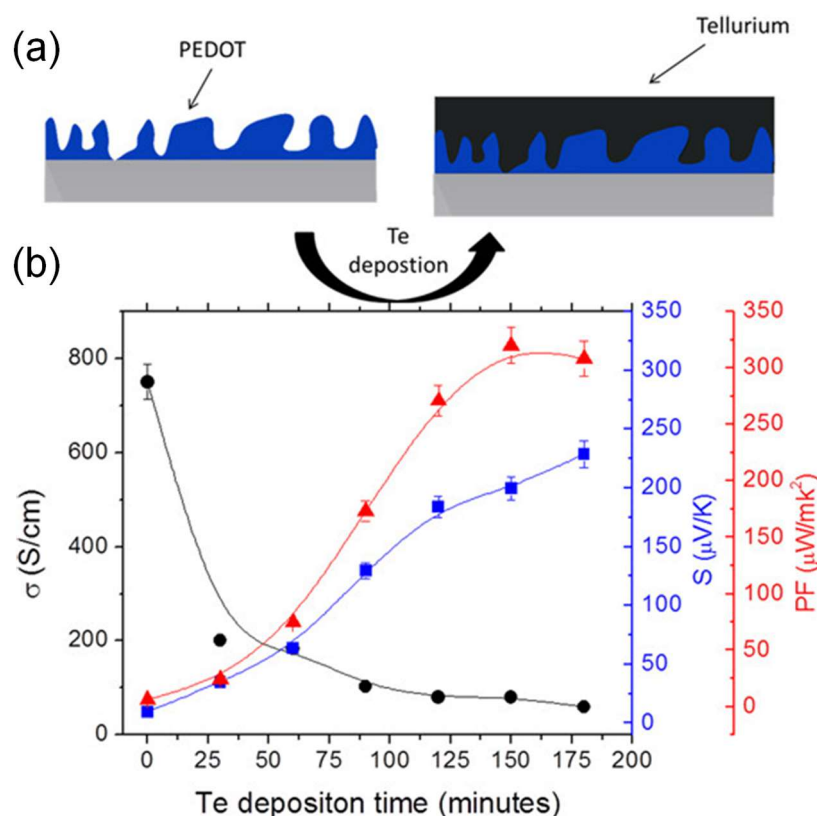 (a)
PEDOT
Tellurium
Te
depostion
(b)
σ (S/cm)
800
600
400
200
0
350
300
250
200
150
100
50
0
S (μV/K)
350
300
250
200
150
100
50
0
PF (μW/mk²)
0 25 50 75 100 125 150 175 200
Te depositon time (minutes)